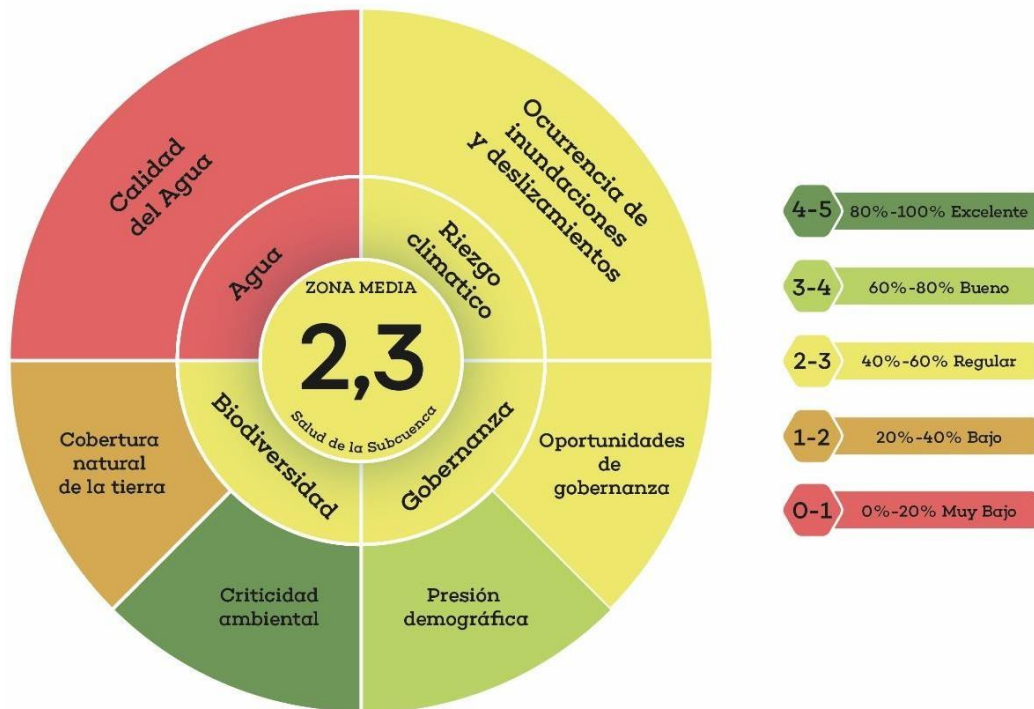 Calidad
del Agua
Ocurrencia de
inundaciones
y deslizamientos
Agua
Riezgo
climatico
ZONA MEDIA
2,3
Salud de la Subcuenca
Biodiversidad
Gobernanza
Cobertura
natural
de la tierra
Oportunidades
de
gobernanza
Criticidad
ambiental
Presión
demográfica
4-5 80%-100% Excelente
3-4 60%-80% Bueno
2-3 40%-60% Regular
1-2 20%-40% Bajo
0-1 0%-20% Muy Bajo